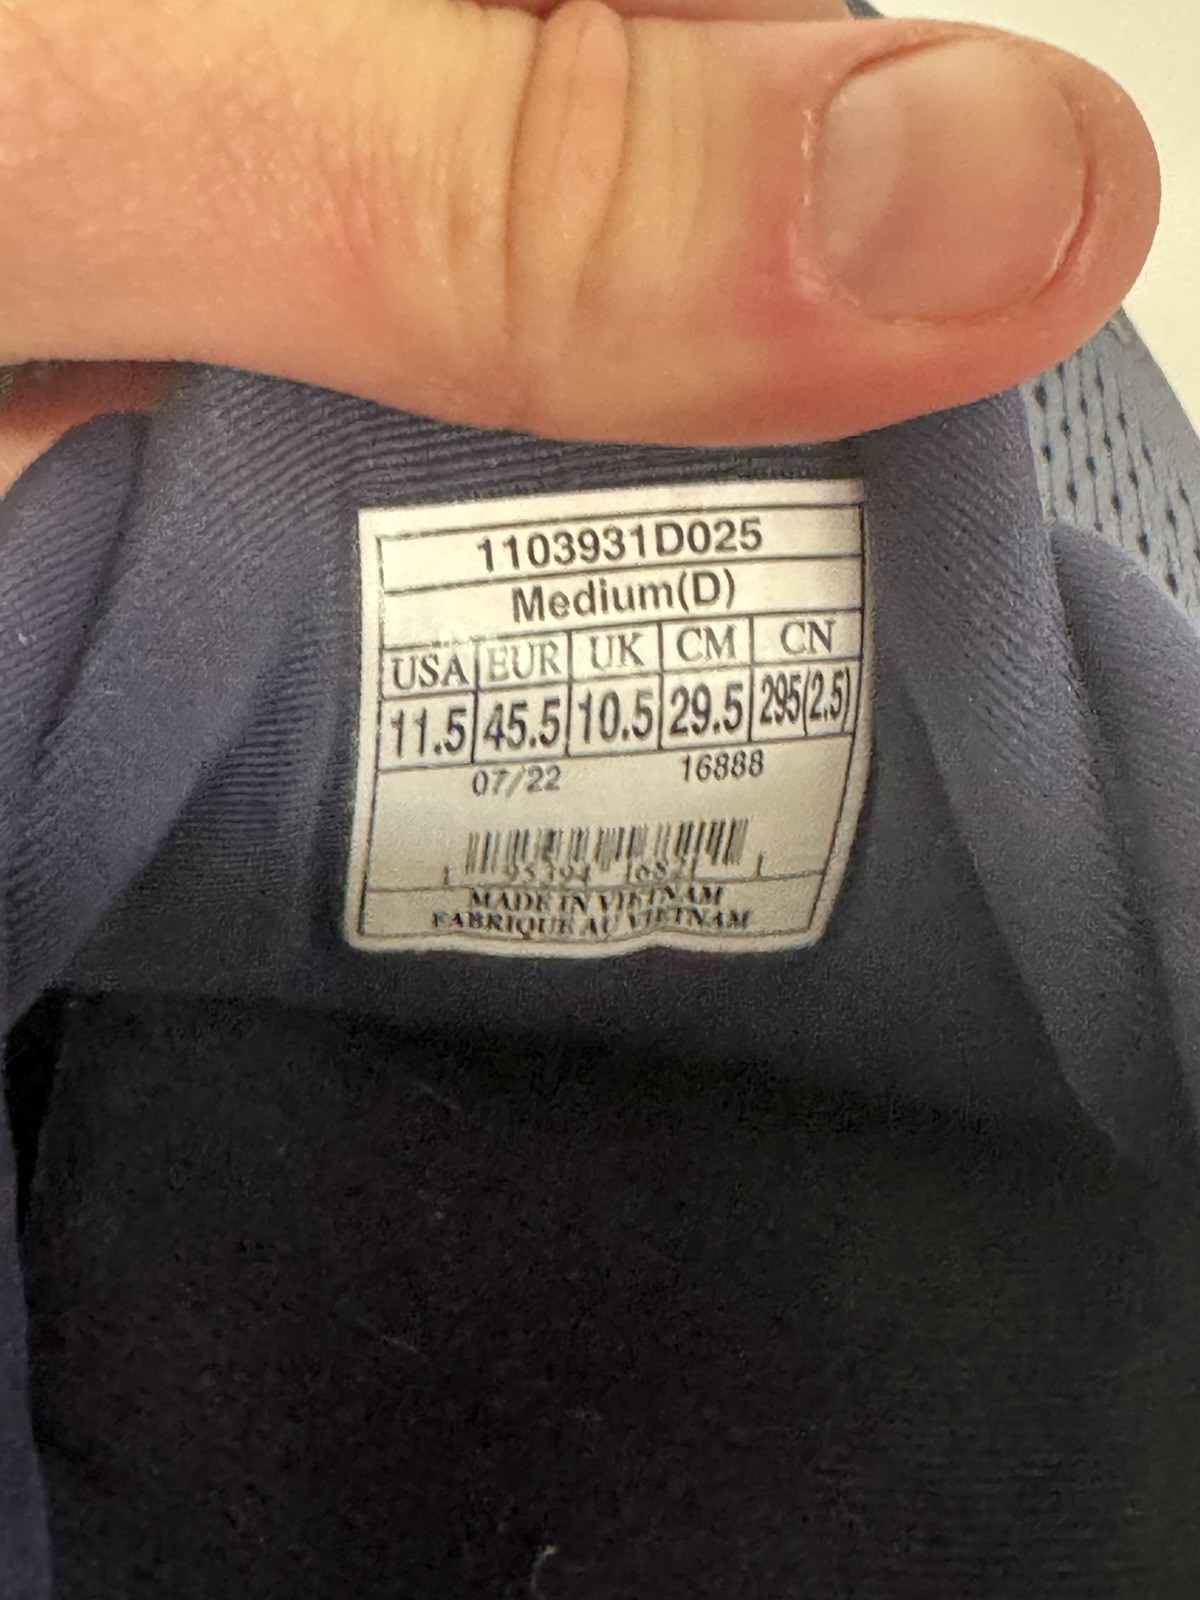 1103931D025
Medium(D)
USA EUR UK CM CN
11.5 45.5 10.5 29.5 295(2.5)
07/22 16888
MADE IN VIETNAM
FABRIQUE AU VIETNAM